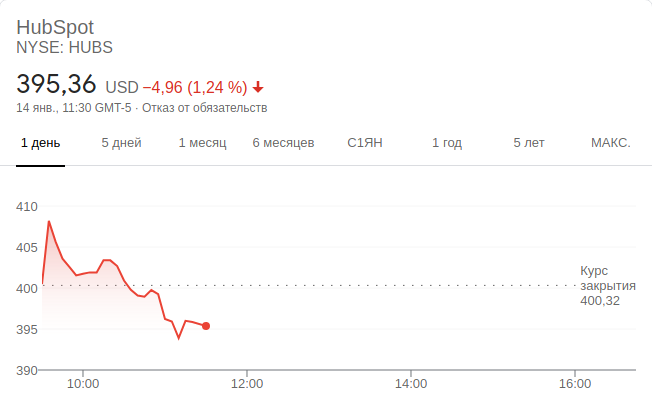 HubSpot
NYSE: HUBS
395,36 USD −4,96 (1,24 %)
14 янв., 11:30 GMT-5 · Отказ от обязательств
1 день 5 дней 1 месяц 6 месяцев С1ЯН 1 год 5 лет МАКС.
410
405
400
395
390
Курс
закрытия
400,32
10:00 12:00 14:00 16:00